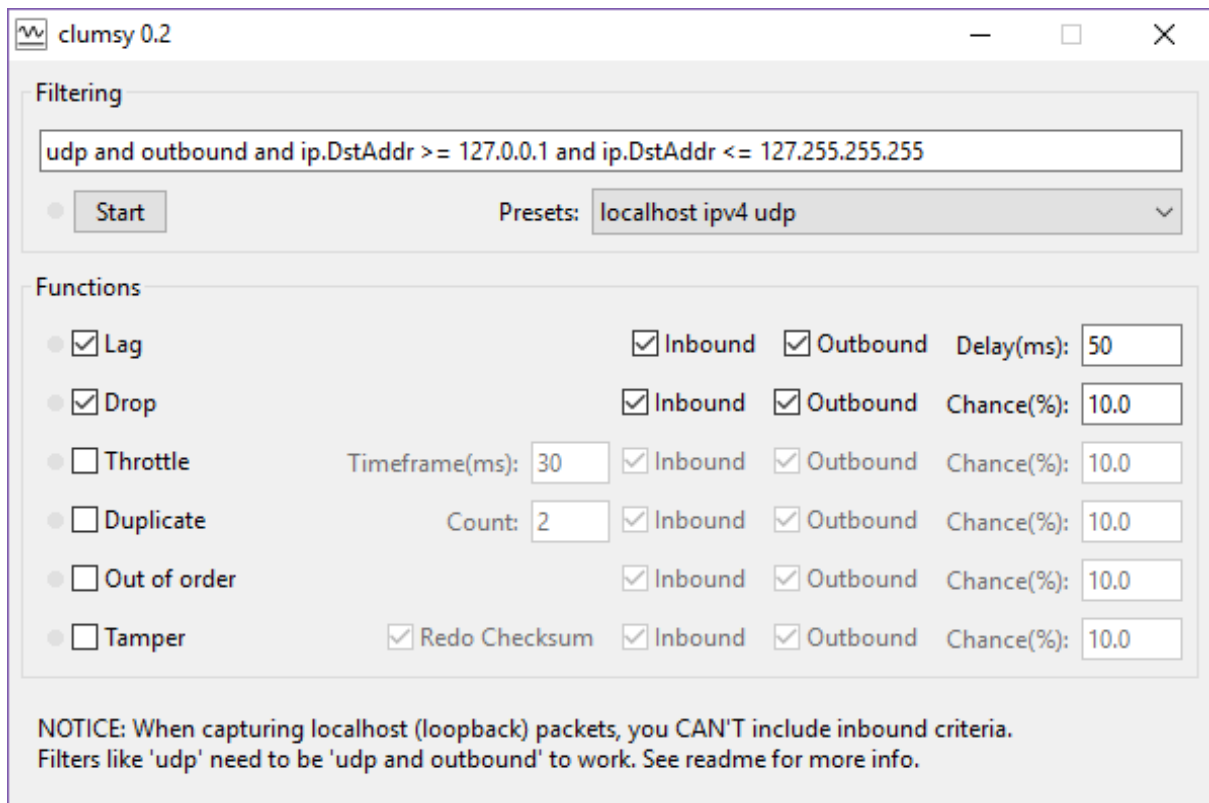 clumsy 0.2
Filtering
udp and outbound and ip.DstAddr >= 127.0.0.1 and ip.DstAddr <= 127.255.255.255
Start Presets: localhost ipv4 udp
Functions
Lag Inbound Outbound Delay(ms): 50
Drop Inbound Outbound Chance(%): 10.0
Throttle Timeframe(ms): 30 Inbound Outbound Chance(%): 10.0
Duplicate Count: 2 Inbound Outbound Chance(%): 10.0
Out of order Inbound Outbound Chance(%): 10.0
Tamper Redo Checksum Inbound Outbound Chance(%): 10.0
NOTICE: When capturing localhost (loopback) packets, you CAN'T include inbound criteria.
Filters like 'udp' need to be 'udp and outbound' to work. See readme for more info.